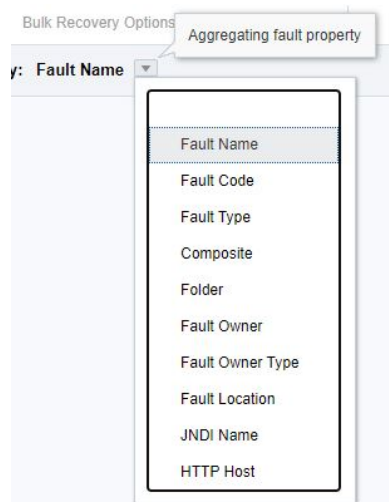 Bulk Recovery Options
Aggregating fault property
y: Fault Name
Fault Name
Fault Code
Fault Type
Composite
Folder
Fault Owner
Fault Owner Type
Fault Location
JNDI Name
HTTP Host